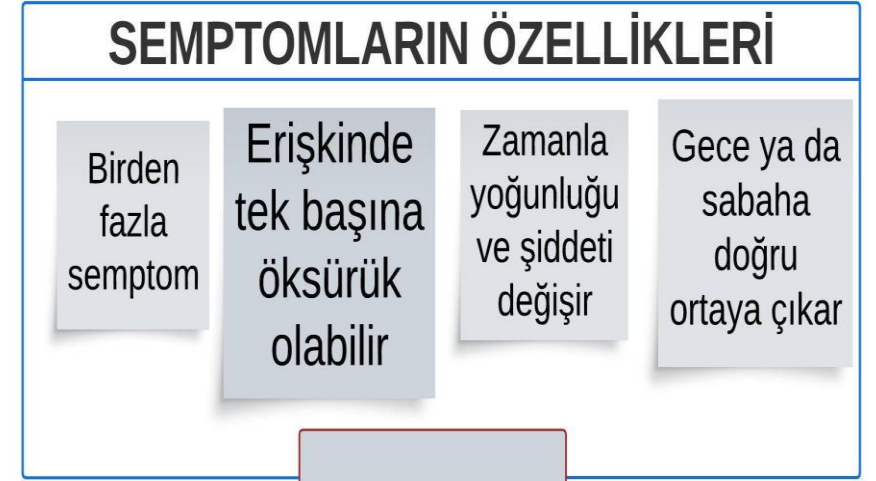 SEMPTOMLARIN ÖZELLİKLERİ
Birden
fazla
semptom
Erişkinde
tek başına
öksürük
olabilir
Zamanla
yoğunluğu
ve şiddeti
değişir
Gece ya da
sabaha
doğru
ortaya çıkar